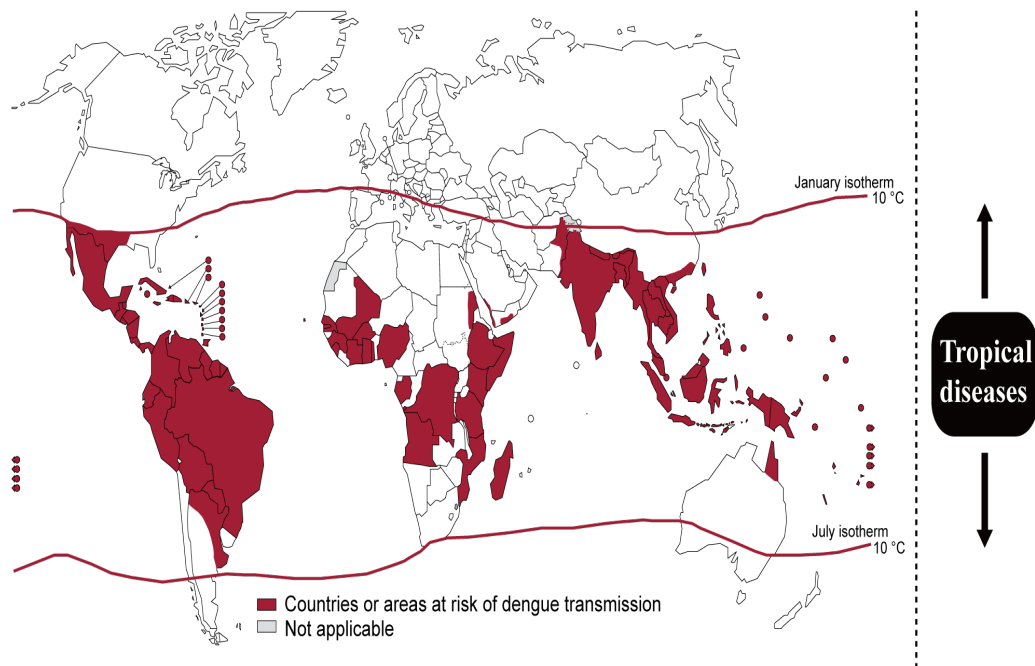 January isotherm
10 °C
Tropical
diseases
July isotherm
10 °C
Countries or areas at risk of dengue transmission
Not applicable